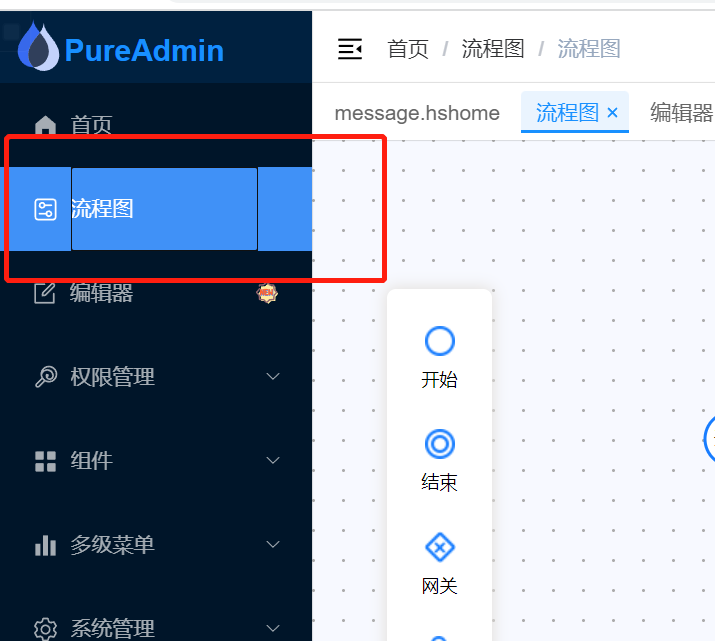 PureAdmin
首页 / 流程图 / 流程图
message.hshome
流程图 ×
编辑器
首页
流程图
编辑器
NEW
权限管理
组件
多级菜单
系统管理
开始
结束
网关